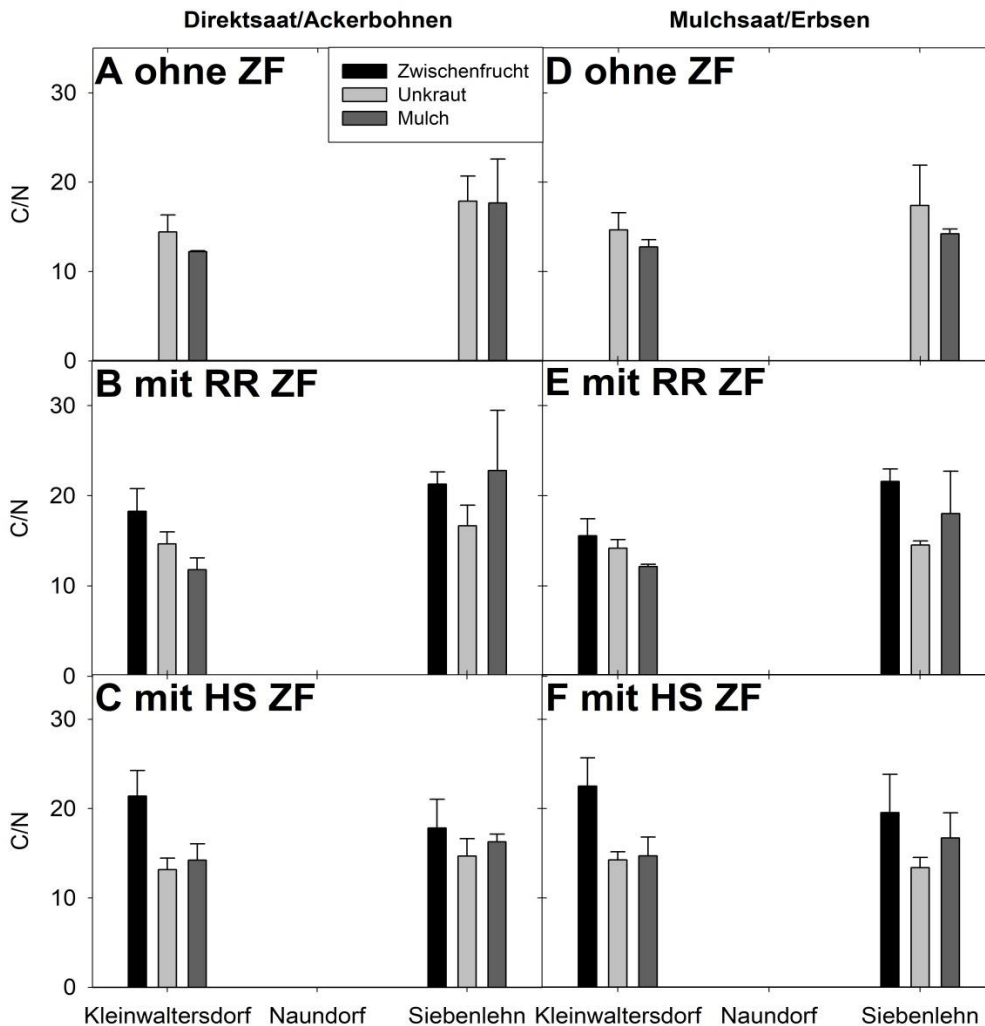 Direktsaat/Ackerbohnen
Mulchsaat/Erbsen
A ohne ZF
Zwischenfrucht
Unkraut
Mulch
D ohne ZF
30
20
10
0
C/N
B mit RR ZF
E mit RR ZF
30
20
10
0
C/N
C mit HS ZF
F mit HS ZF
30
20
10
0
C/N
Kleinwaltersdorf Naundorf Siebenlehn Kleinwaltersdorf Naundorf Siebenlehn